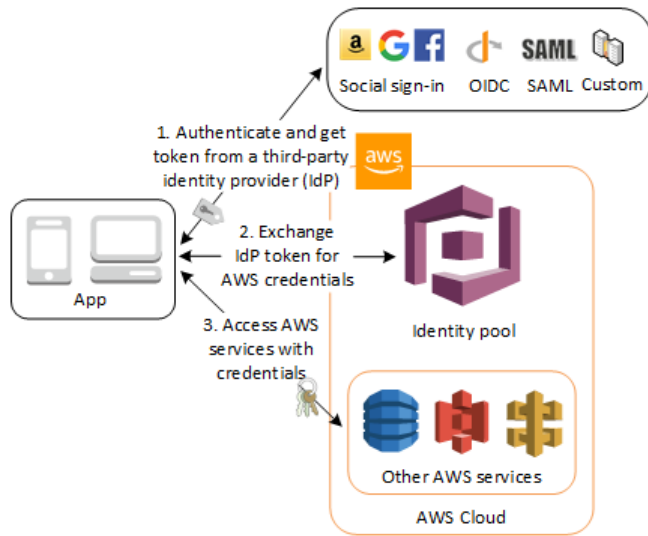 a
G
f
SAML
Social sign-in
OIDC
SAML
Custom
1. Authenticate and get
token from a third-party
identity provider (IdP)
aws
2. Exchange
IdP token for
AWS credentials
App
Identity pool
3. Access AWS
services with
credentials
Other AWS services
AWS Cloud